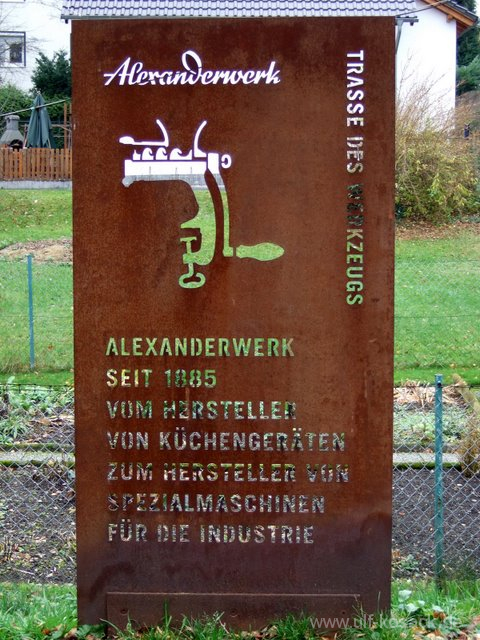 Alexanderwerk
TRASSE DES WERKZEUGS
ALEXANDERWERK
SEIT 1885
VOM HERSTELLER
VON KÜCHENGERÄTEN
ZUM HERSTELLER VON
SPEZIALMASCHINEN
FÜR DIE INDUSTRIE
www.ulf-kosack.de